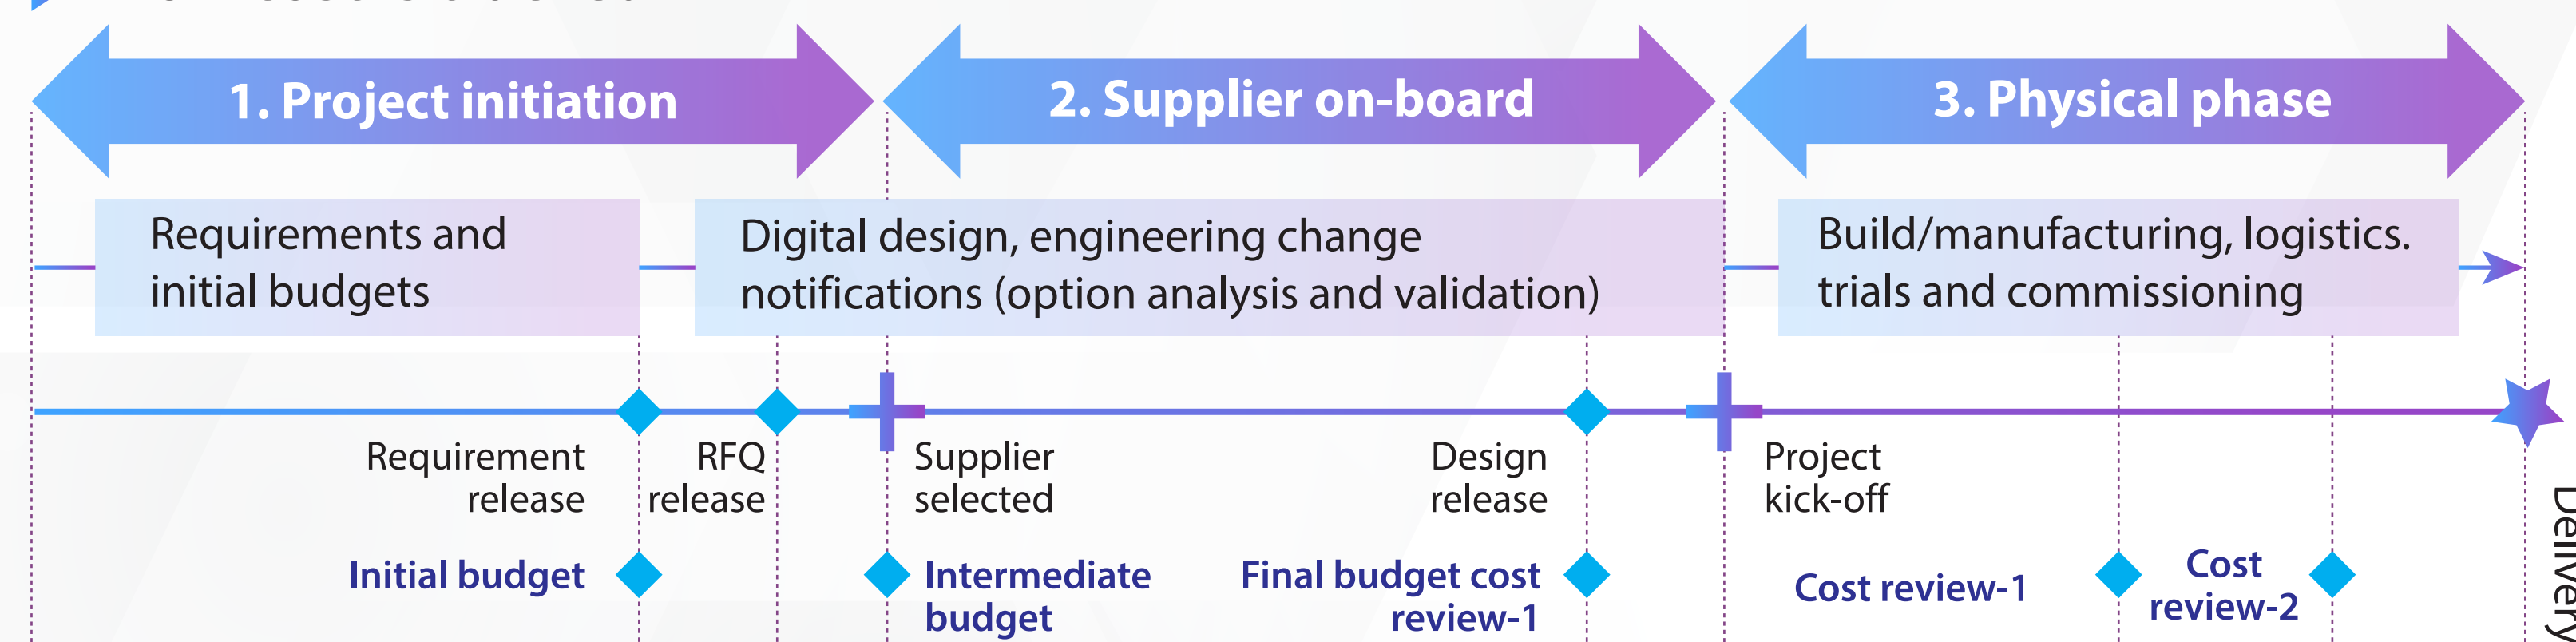 1. Project initiation
2. Supplier on-board
3. Physical phase
Requirements and
initial budgets
Digital design, engineering change
notifications (option analysis and validation)
Build/manufacturing, logistics.
trials and commissioning
Requirement
release
RFQ
release
Supplier
selected
Design
release
Project
kick-off
Delivery
Initial budget
Intermediate
budget
Final budget cost
review-1
Cost review-1
Cost
review-2